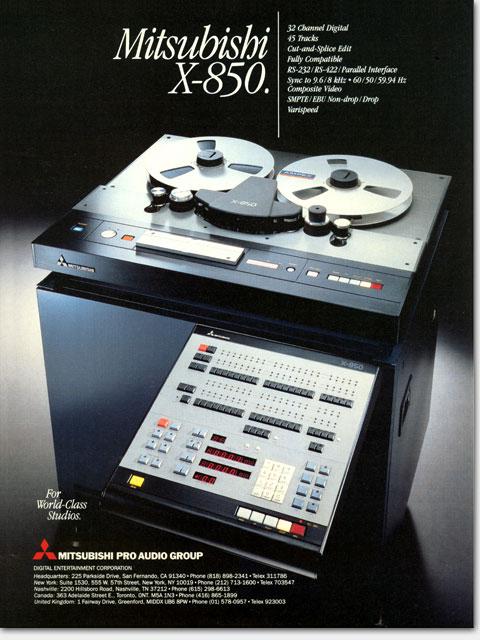 Mitsubishi
X-850.
32 Channel Digital
45 Tracks
Cut-and-Splice Edit
Fully Compatible
RS-232/RS-422/Parallel Interface
Sync to 9.6/8 kHz • 60/50/59.94 Hz
Composite Video
SMPTE/EBU Non-drop/Drop
Varispeed
AMPEX
X-850
MITSUBISHI
MITSUBISHI
X-850
For
World-Class
Studios.
MITSUBISHI PRO AUDIO GROUP
DIGITAL ENTERTAINMENT CORPORATION
Headquarters: 225 Parkside Drive, San Fernando, CA 91340 • Phone (818) 898-2341 • Telex 311786
New York: Suite 1530, 555 W. 57th Street, New York, NY 10019 • Phone (212) 713-1600 • Telex 703547
Nashville: 2200 Hillsboro Road, Nashville, TN 37212 • Phone (615) 298-6613
Canada: 363 Adelaide Street E., Toronto, ONT. M5A 1N3 • Phone (416) 865-1899
United Kingdom: 1 Fairway Drive, Greenford, MIDDX UB6 8PW • Phone (01) 578-0957 • Telex 923003